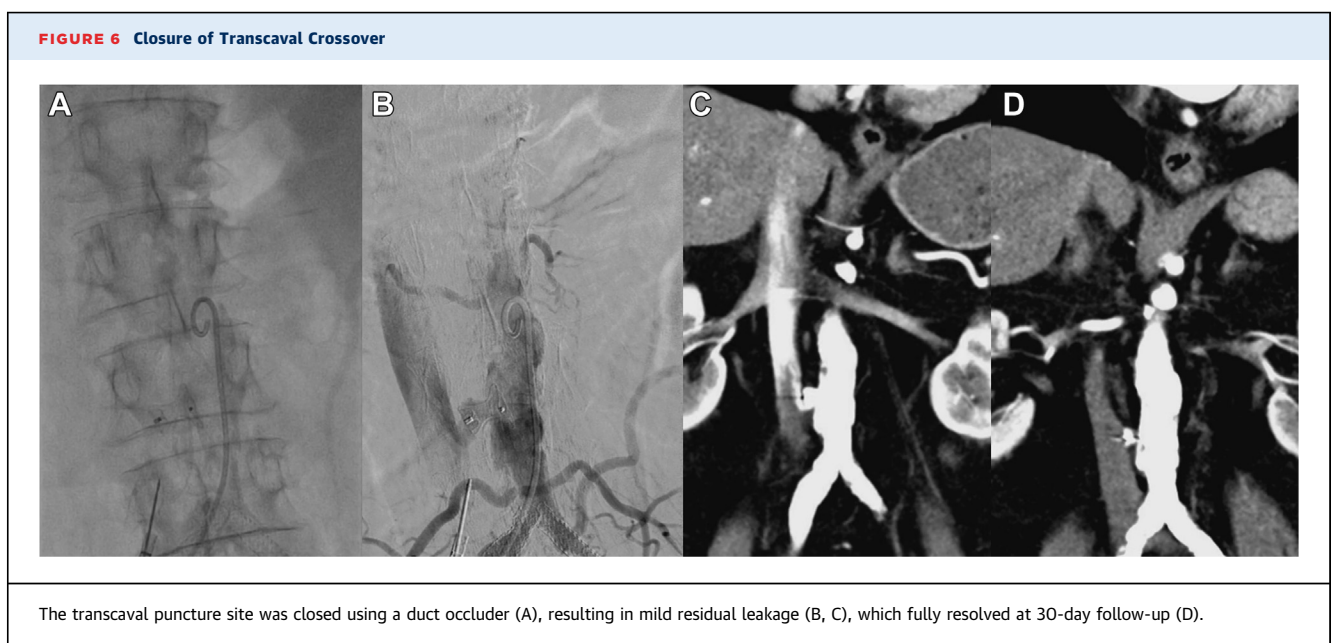 FIGURE 6 Closure of Transcaval Crossover
A
B
C
D
The transcaval puncture site was closed using a duct occluder (A), resulting in mild residual leakage (B, C), which fully resolved at 30-day follow-up (D).